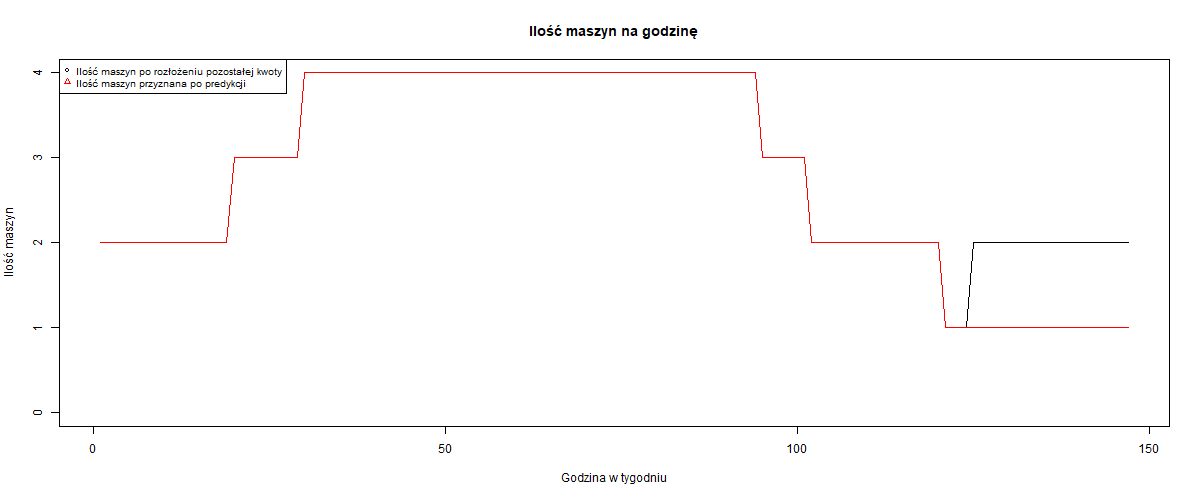 Ilość maszyn na godzinę
Ilość maszyn po rozłożeniu pozostałej kwoty
Ilość maszyn przyznana po predykcji
Ilość maszyn
4
3
2
1
0
0 50 100 150
Godzina w tygodniu